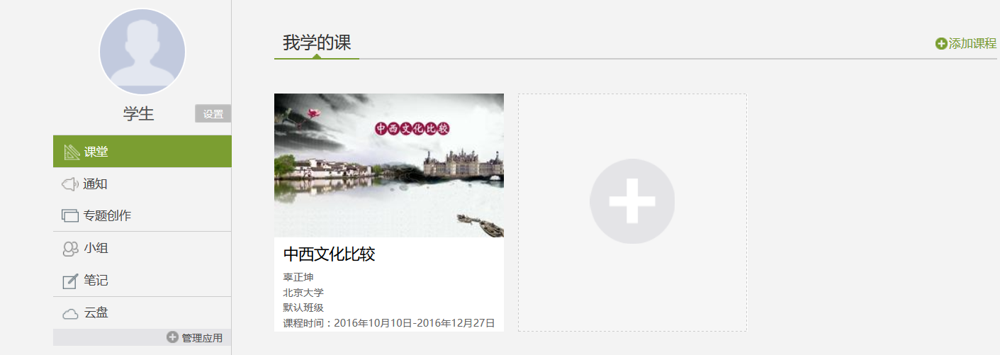 学生
设置
课堂
通知
专题创作
小组
笔记
云盘
管理应用
我学的课
添加课程
中西文化比较
中西文化比较
辜正坤
北京大学
默认班级
课程时间：2016年10月10日-2016年12月27日